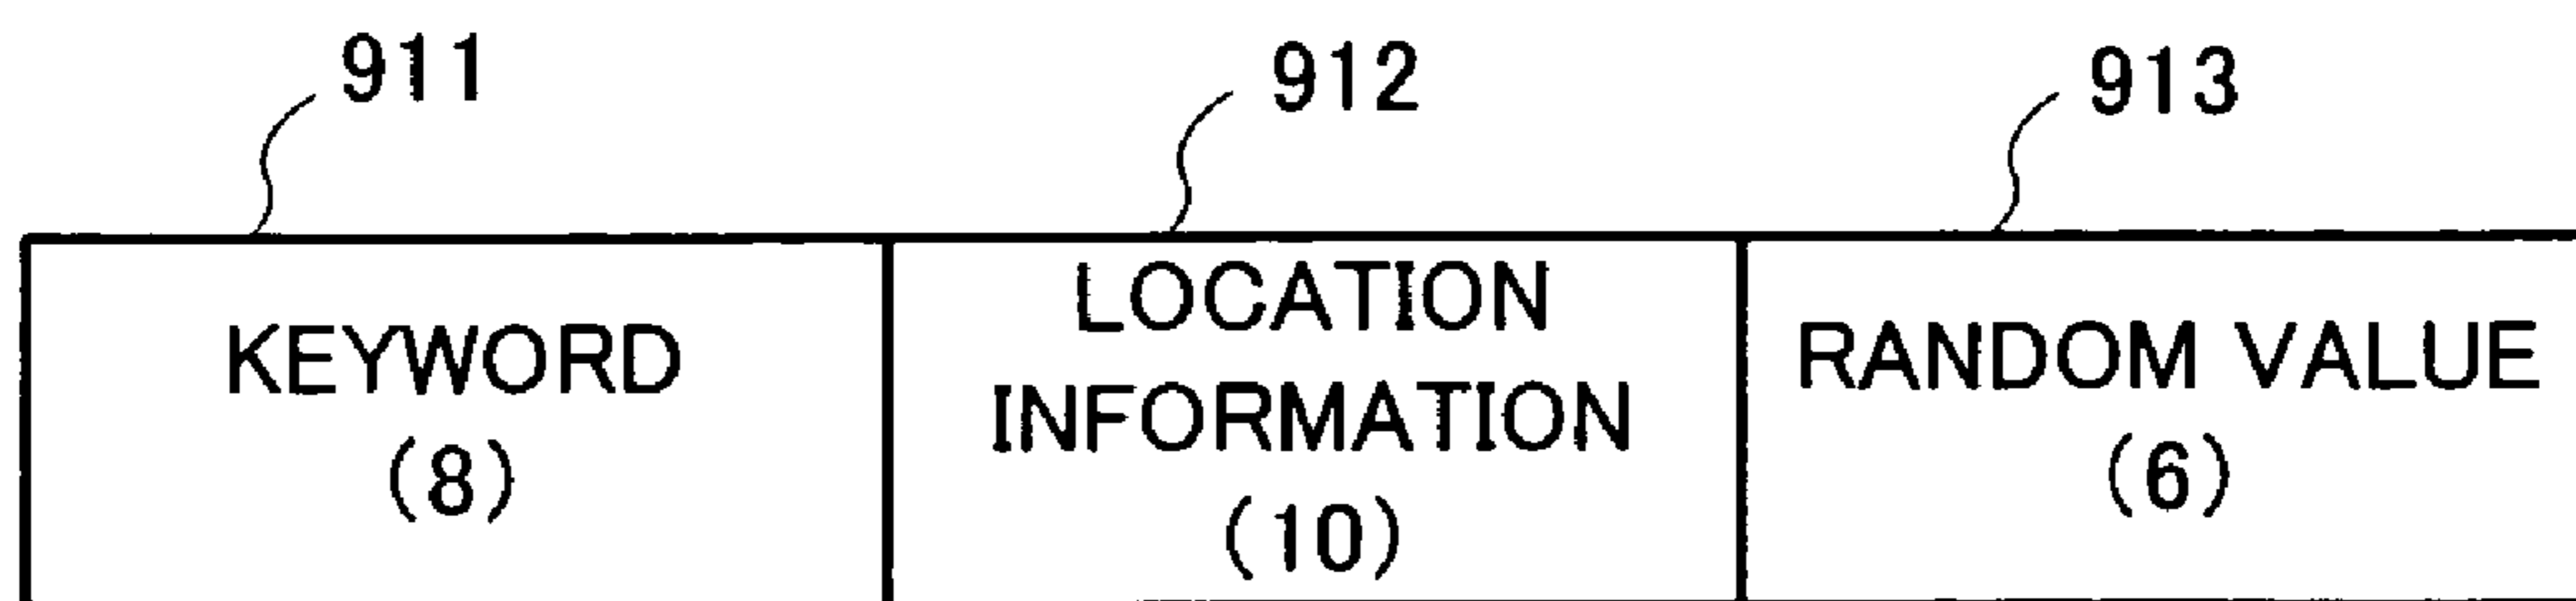 911
912
913
KEYWORD
(8)
LOCATION
INFORMATION
(10)
RANDOM VALUE
(6)